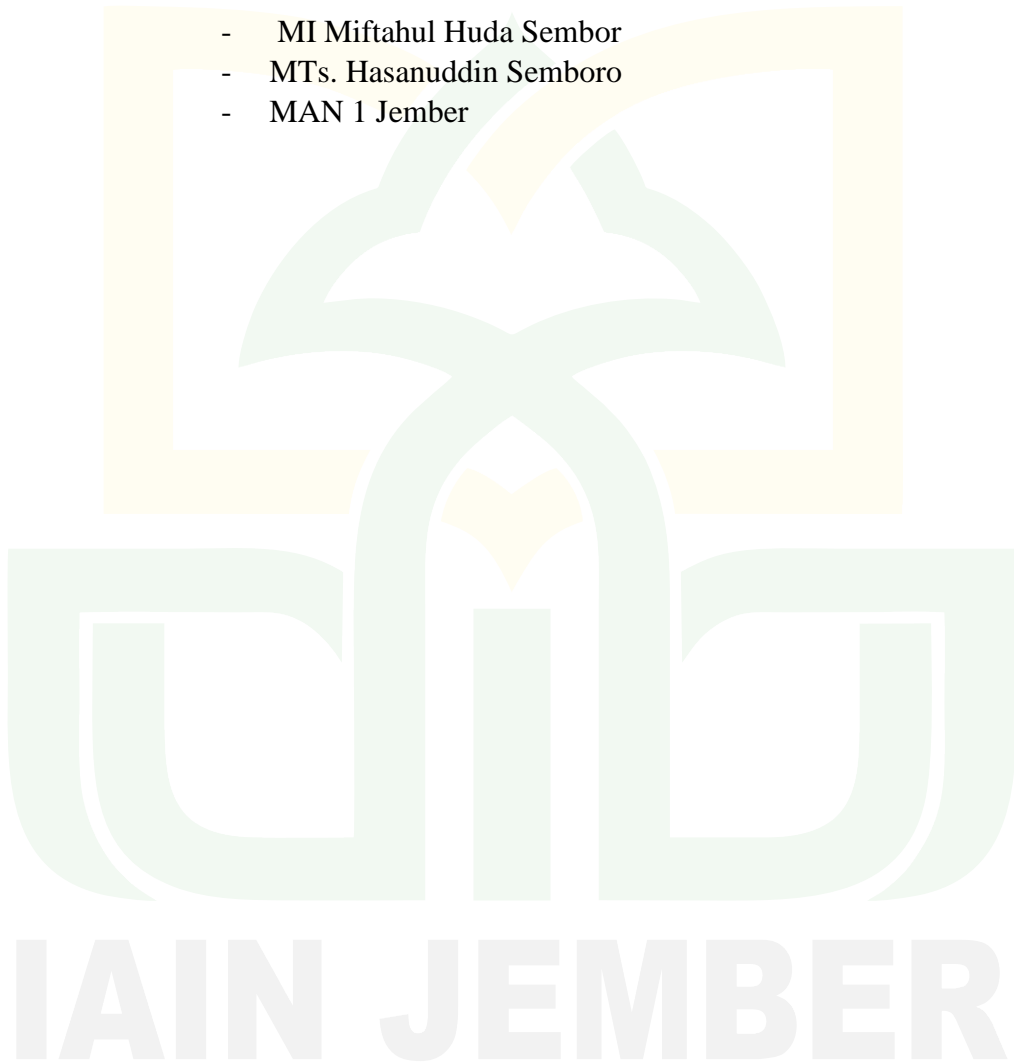 - MI Miftahul Huda Sembor
- MTs. Hasanuddin Semboro
- MAN 1 Jember
IAIN JEMBER